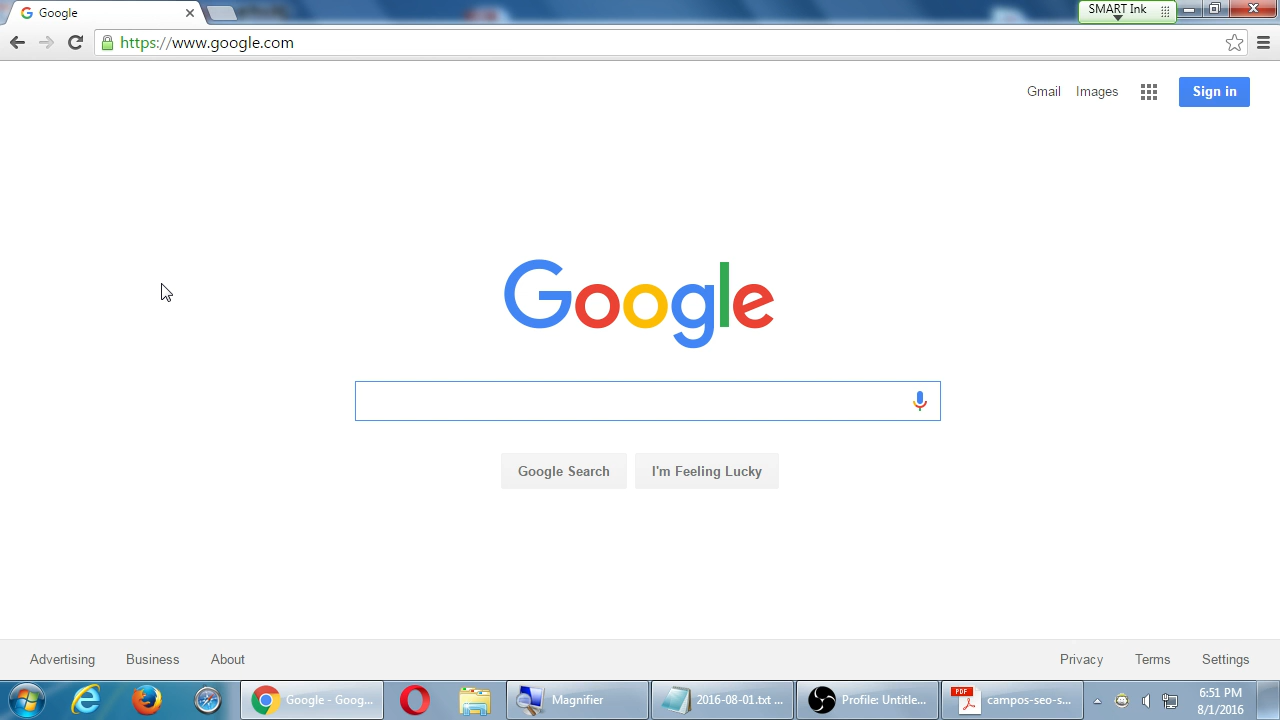 Google
SMART Ink
https://www.google.com
Gmail Images Sign in
Google
Google Search I'm Feeling Lucky
Advertising Business About Privacy Terms Settings
Google - Goog... Magnifier 2016-08-01.txt ... Profile: Untitle... PDF campos-seo-s...
6:51 PM
8/1/2016